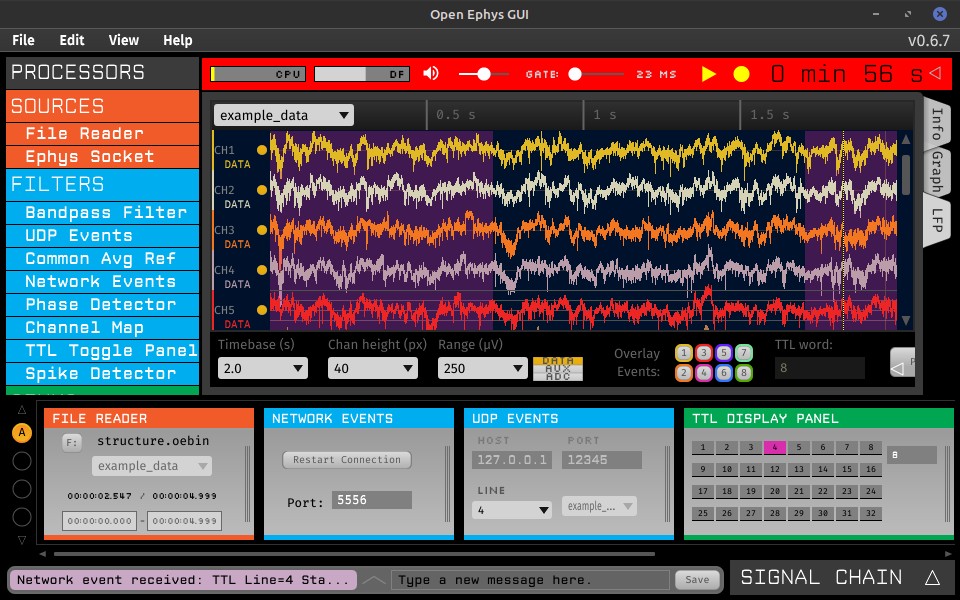 Open Ephys GUI
File Edit View Help v0.6.7
PROCESSORS
CPU DF GATE: 23 MS 0 min 56 s
SOURCES
File Reader
Ephys Socket
FILTERS
Bandpass Filter
UDP Events
Common Avg Ref
Network Events
Phase Detector
Channel Map
TTL Toggle Panel
Spike Detector
example_data 0.5 s 1 s 1.5 s
CH1
DATA
CH2
DATA
CH3
DATA
CH4
DATA
CH5
DATA
Info
Graph
LFP
Timebase (s) Chan height (px) Range (µV)
2.0 40 250
DATA
AUX
ADC
Overlay
Events:
1 3 5 7
2 4 6 8
TTL word:
8
A
FILE READER
F: structure.oebin
example_data
00:00:02.547 / 00:00:04.999
00:00:00.000 - 00:00:04.999
NETWORK EVENTS
Restart Connection
Port: 5556
UDP EVENTS
HOST PORT
127.0.0.1 12345
LINE
4 example_...
TTL DISPLAY PANEL
1 2 3 4 5 6 7 8
9 10 11 12 13 14 15 16
17 18 19 20 21 22 23 24
25 26 27 28 29 30 31 32
8
Network event received: TTL Line=4 Sta...
Type a new message here.
Save
SIGNAL CHAIN